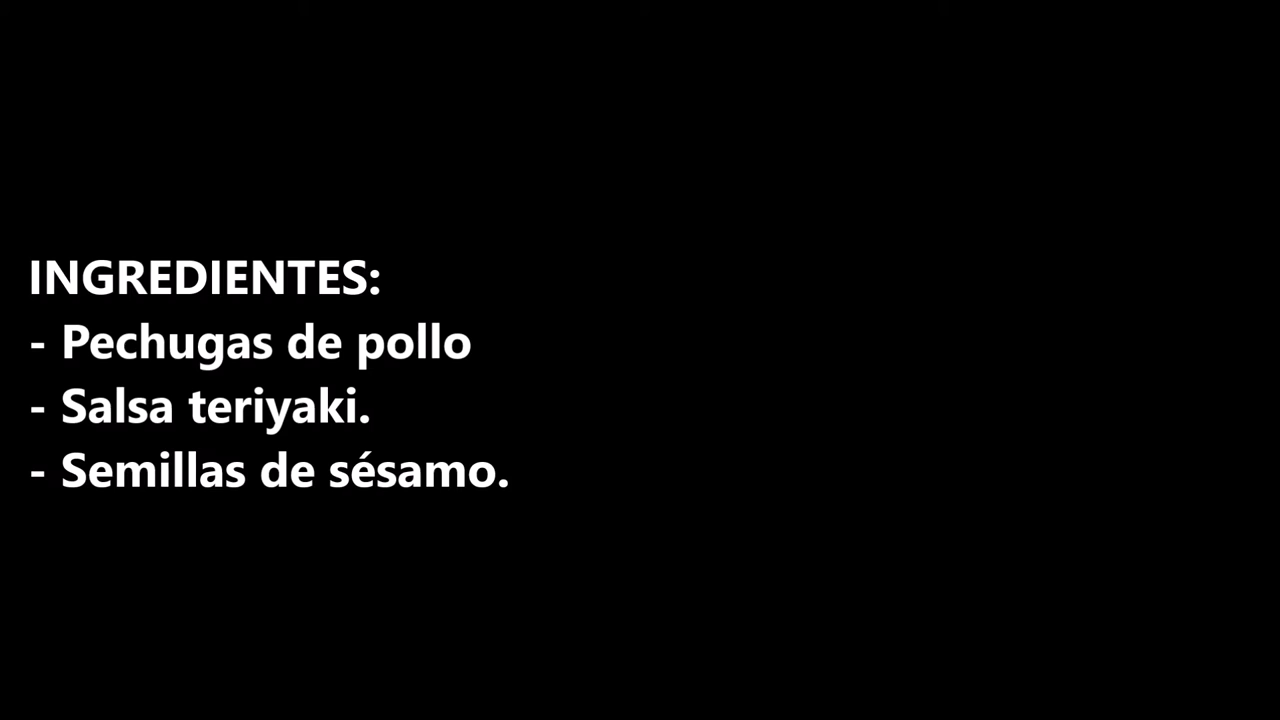 INGREDIENTES:
- Pechugas de pollo
- Salsa teriyaki.
- Semillas de sésamo.